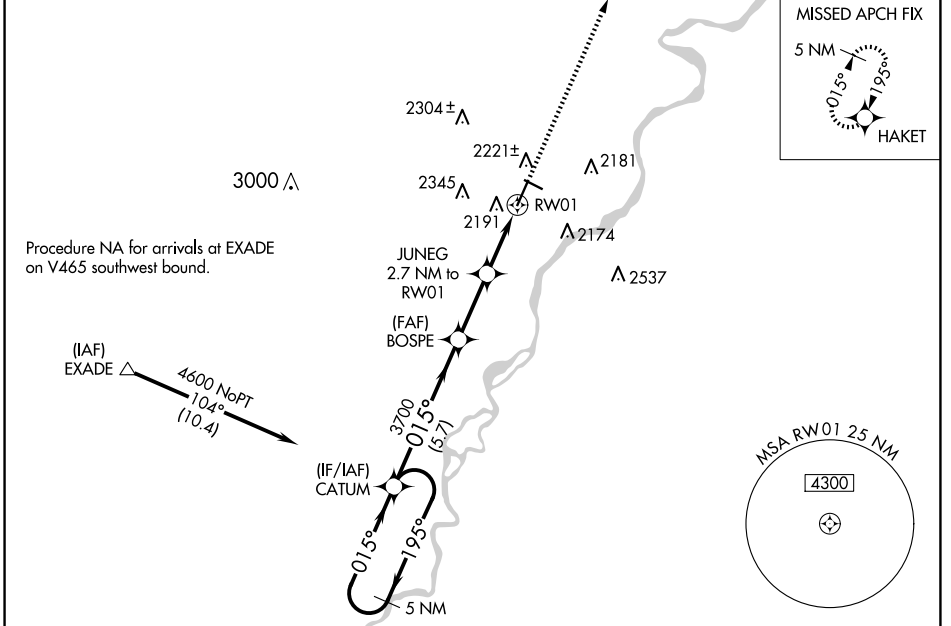 MISSED APCH FIX
5 NM
015°
195°
HAKET
2304±
2221±
2181
3000
2345
2191
RW01
2174
Procedure NA for arrivals at EXADE
on V465 southwest bound.
JUNEG
2.7 NM to
RW01
2537
(FAF)
BOSPE
(IAF)
EXADE
4600 NoPT
104°
(10.4)
3700
015°
(5.7)
(IF/IAF)
CATUM
015°
195°
5 NM
MSA RW01 25 NM
4300